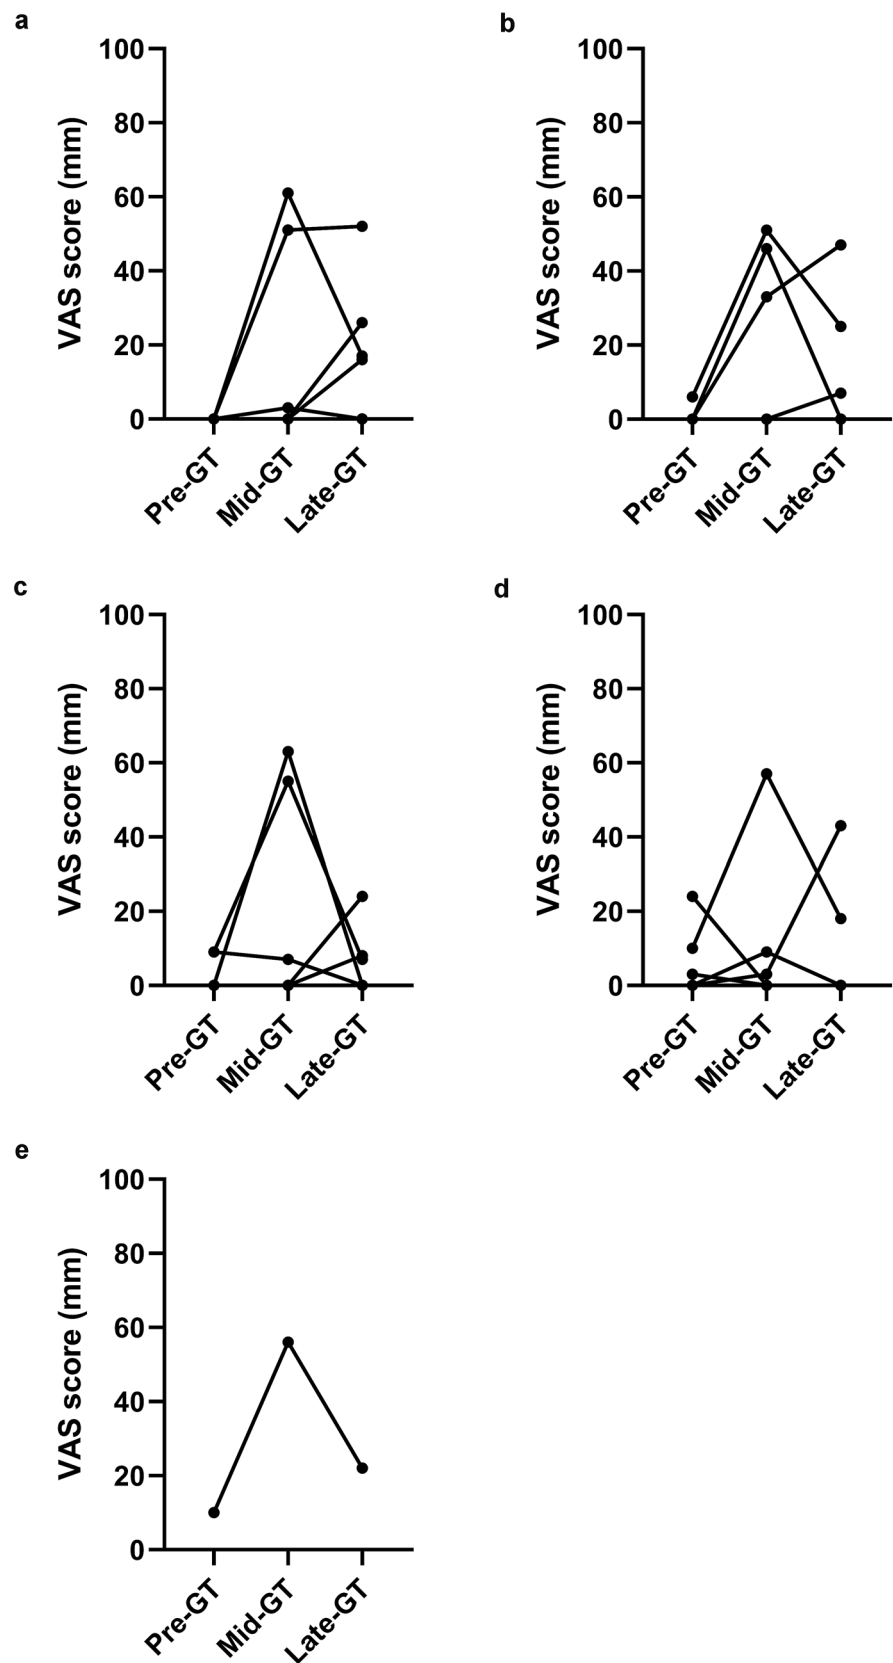 a
100
80
60
40
20
0
VAS score (mm)
Pre-GT
Mid-GT
Late-GT
b
100
80
60
40
20
0
VAS score (mm)
Pre-GT
Mid-GT
Late-GT
c
100
80
60
40
20
0
VAS score (mm)
Pre-GT
Mid-GT
Late-GT
d
100
80
60
40
20
0
VAS score (mm)
Pre-GT
Mid-GT
Late-GT
e
100
80
60
40
20
0
VAS score (mm)
Pre-GT
Mid-GT
Late-GT